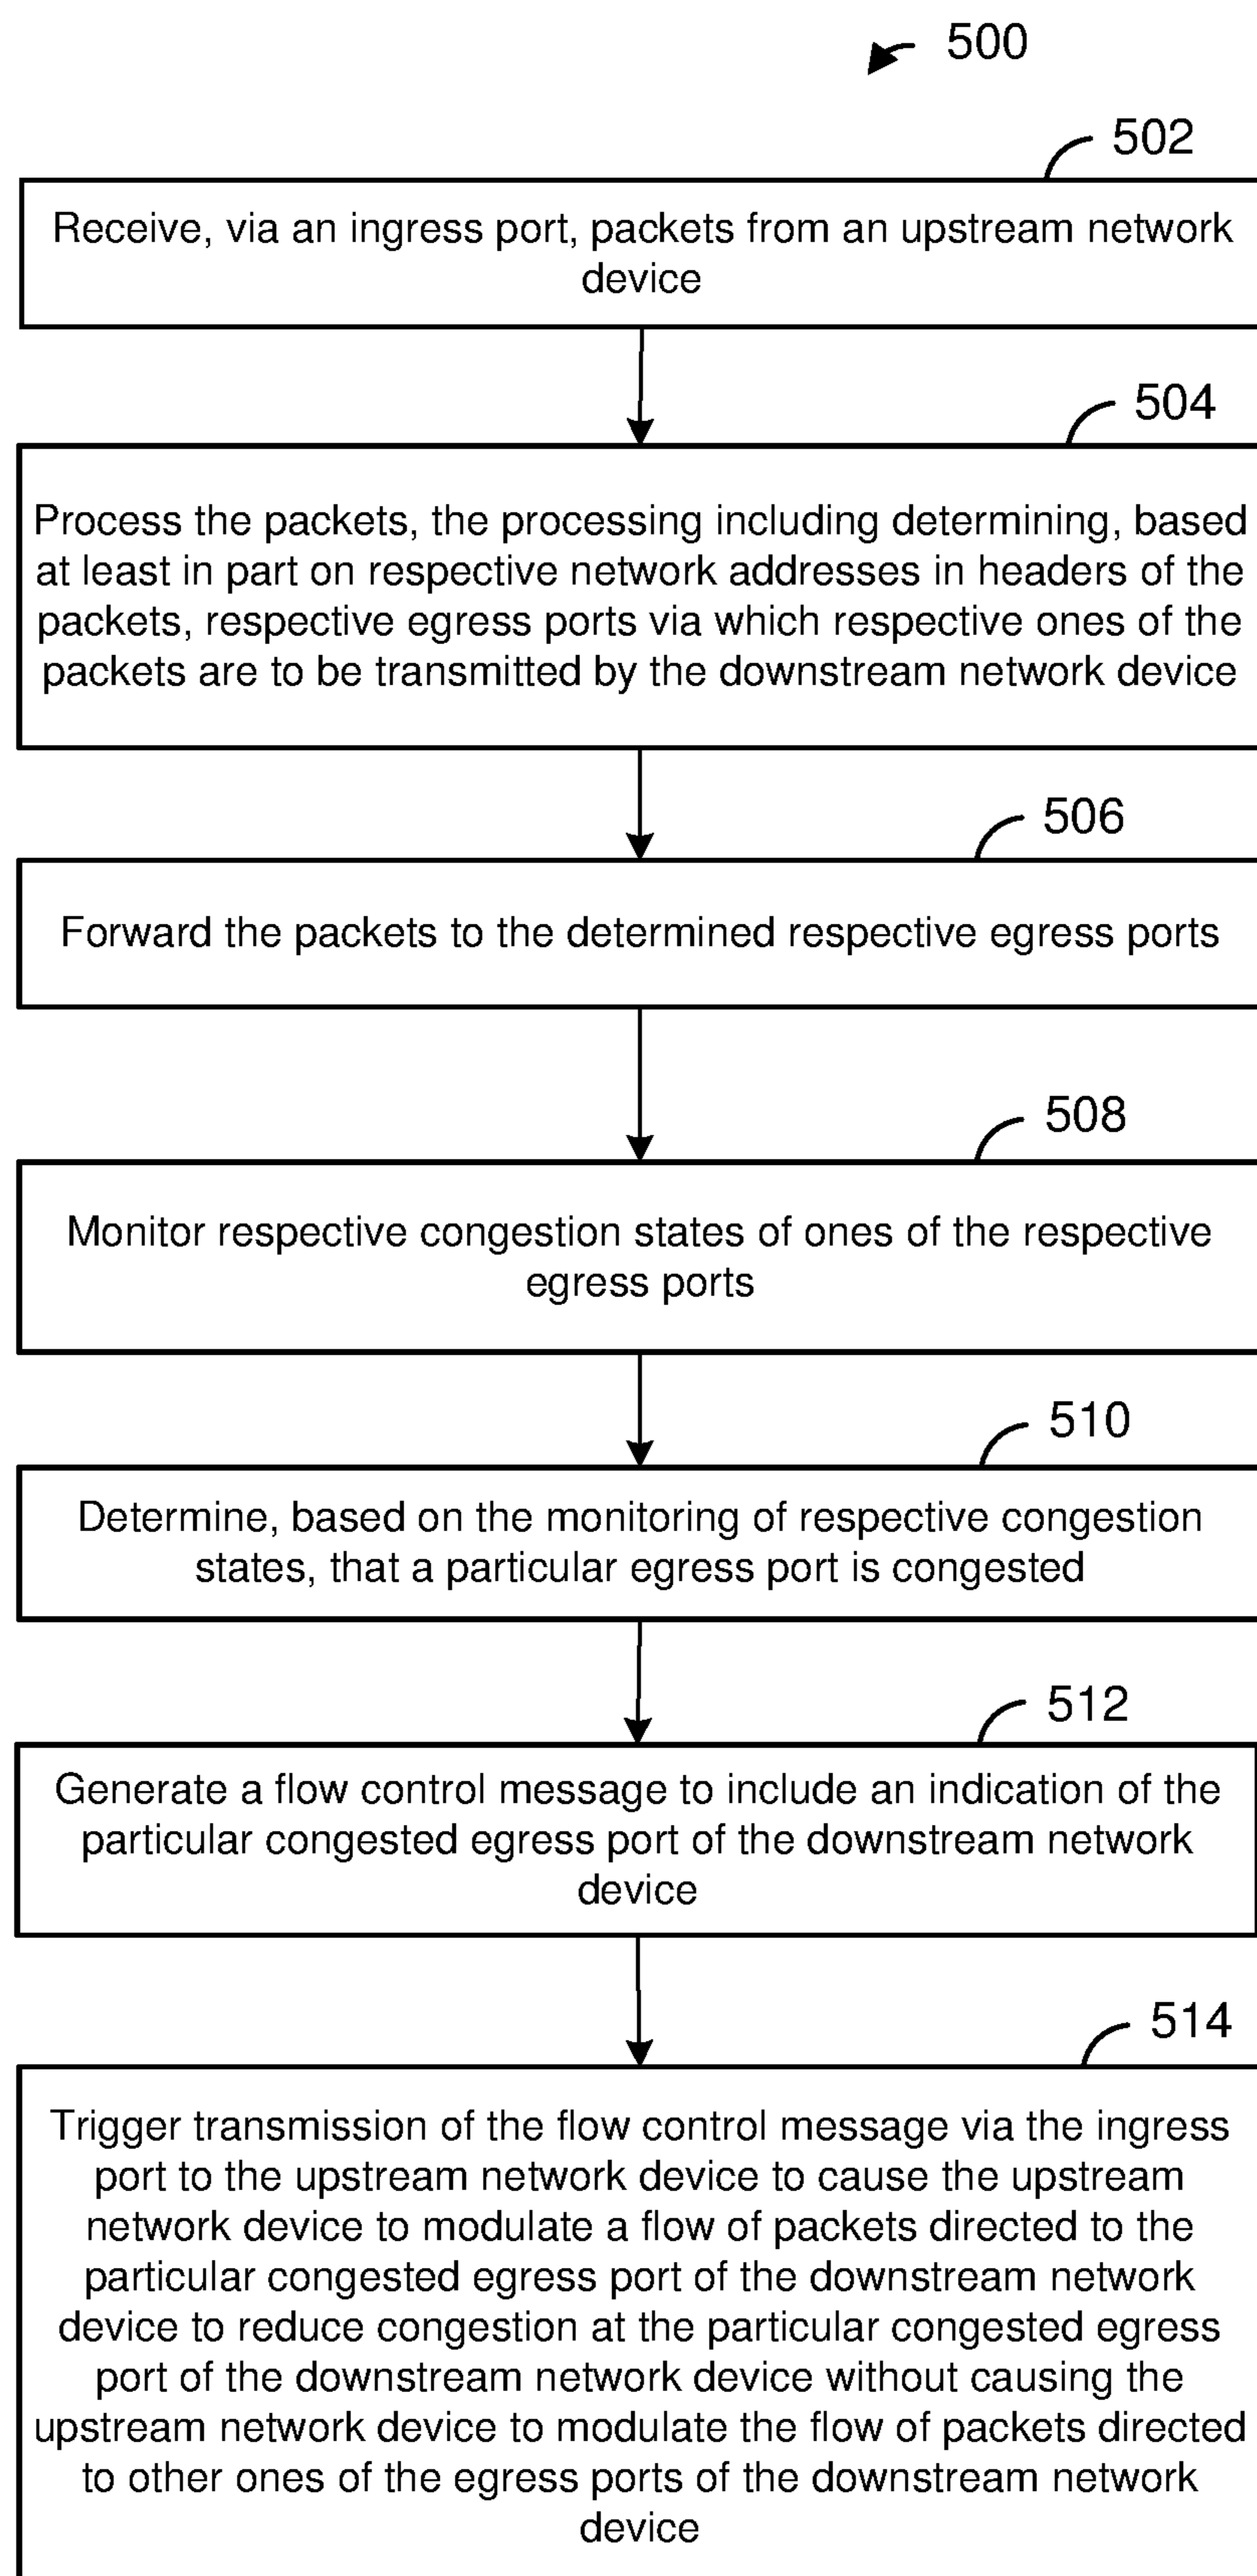 500
502
Receive, via an ingress port, packets from an upstream network
device
504
Process the packets, the processing including determining, based
at least in part on respective network addresses in headers of the
packets, respective egress ports via which respective ones of the
packets are to be transmitted by the downstream network device
506
Forward the packets to the determined respective egress ports
508
Monitor respective congestion states of ones of the respective
egress ports
510
Determine, based on the monitoring of respective congestion
states, that a particular egress port is congested
512
Generate a flow control message to include an indication of the
particular congested egress port of the downstream network
device
514
Trigger transmission of the flow control message via the ingress
port to the upstream network device to cause the upstream
network device to modulate a flow of packets directed to the
particular congested egress port of the downstream network
device to reduce congestion at the particular congested egress
port of the downstream network device without causing the
upstream network device to modulate the flow of packets directed
to other ones of the egress ports of the downstream network
device